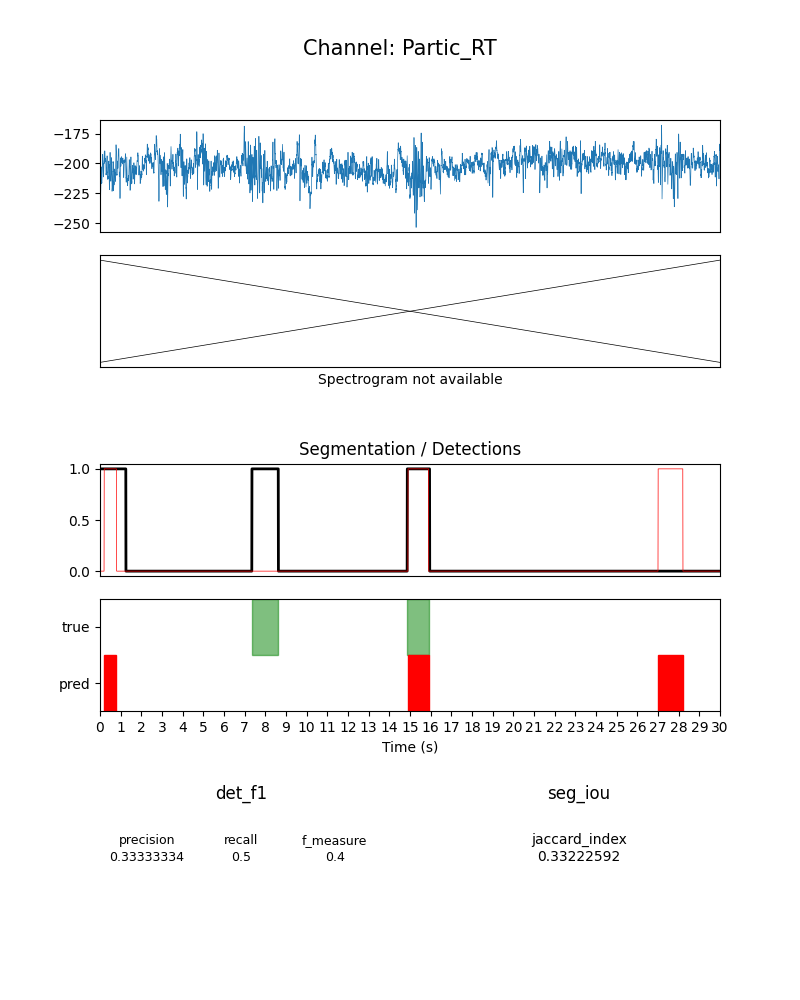 Channel: Partic_RT
−175
−200
−225
−250
Spectrogram not available
Segmentation / Detections
1.0
0.5
0.0
true
pred
0 1 2 3 4 5 6 7 8 9 10 11 12 13 14 15 16 17 18 19 20 21 22 23 24 25 26 27 28 29 30
Time (s)
det_f1 seg_iou
precision recall f_measure jaccard_index
0.33333334 0.5 0.4 0.33222592